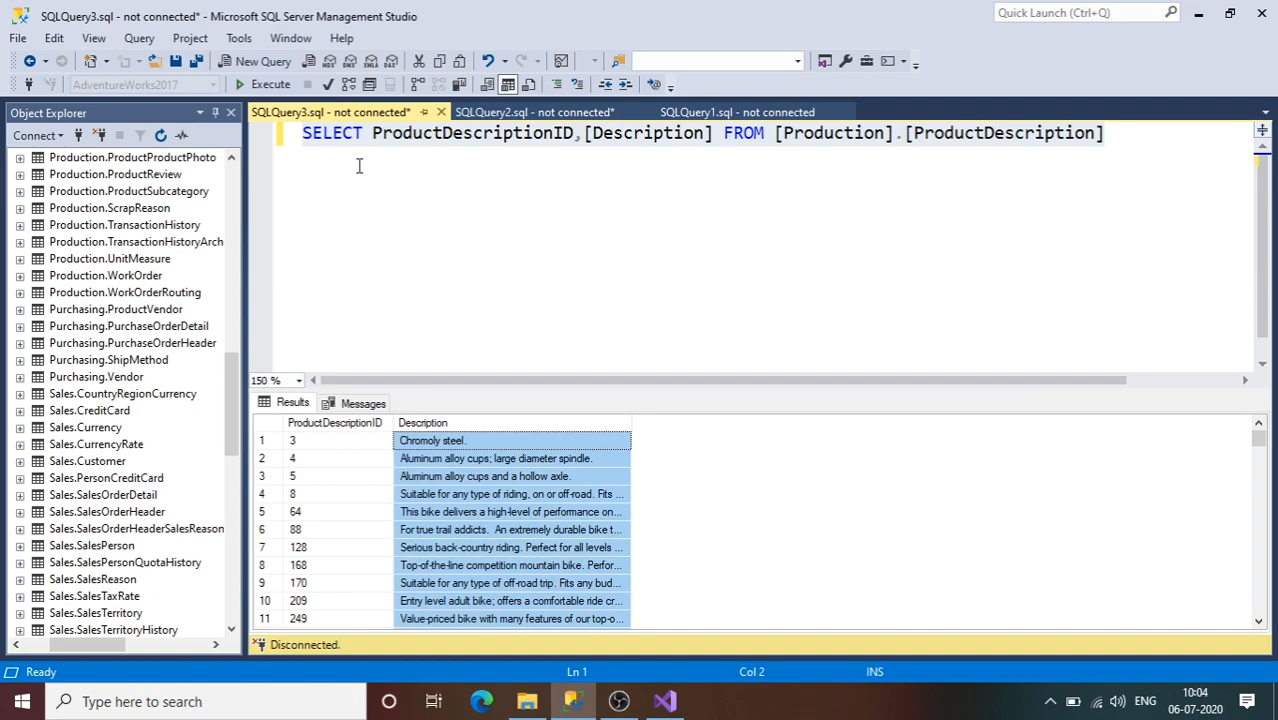 SQLQuery3.sql - not connected* - Microsoft SQL Server Management Studio
Quick Launch (Ctrl+Q)
File Edit View Query Project Tools Window Help
New Query
AdventureWorks2017 Execute
Object Explorer
SQLQuery3.sql - not connected* SQLQuery2.sql - not connected* SQLQuery1.sql - not connected
Connect
SELECT ProductDescriptionID,[Description] FROM [Production].[ProductDescription]
Production.ProductProductPhoto
Production.ProductReview
Production.ProductSubcategory
Production.ScrapReason
Production.TransactionHistory
Production.TransactionHistoryArch
Production.UnitMeasure
Production.WorkOrder
Production.WorkOrderRouting
Purchasing.ProductVendor
Purchasing.PurchaseOrderDetail
Purchasing.PurchaseOrderHeader
Purchasing.ShipMethod
Purchasing.Vendor
Sales.CountryRegionCurrency
Sales.CreditCard
Sales.Currency
Sales.CurrencyRate
Sales.Customer
Sales.PersonCreditCard
Sales.SalesOrderDetail
Sales.SalesOrderHeader
Sales.SalesOrderHeaderSalesReason
Sales.SalesPerson
Sales.SalesPersonQuotaHistory
Sales.SalesReason
Sales.SalesTaxRate
Sales.SalesTerritory
Sales.SalesTerritoryHistory
150 %
Results Messages
ProductDescriptionID Description
1 3 Chromoly steel.
2 4 Aluminum alloy cups; large diameter spindle.
3 5 Aluminum alloy cups and a hollow axle.
4 8 Suitable for any type of riding, on or off-road. Fits ...
5 64 This bike delivers a high-level of performance on...
6 88 For true trail addicts. An extremely durable bike t...
7 128 Serious back-country riding. Perfect for all levels ...
8 168 Top-of-the-line competition mountain bike. Perfor...
9 170 Suitable for any type of off-road trip. Fits any bud...
10 209 Entry level adult bike; offers a comfortable ride cr...
11 249 Value-priced bike with many features of our top-o...
Disconnected.
Ready Ln 1 Col 2 INS
Type here to search
ENG
10:04
06-07-2020